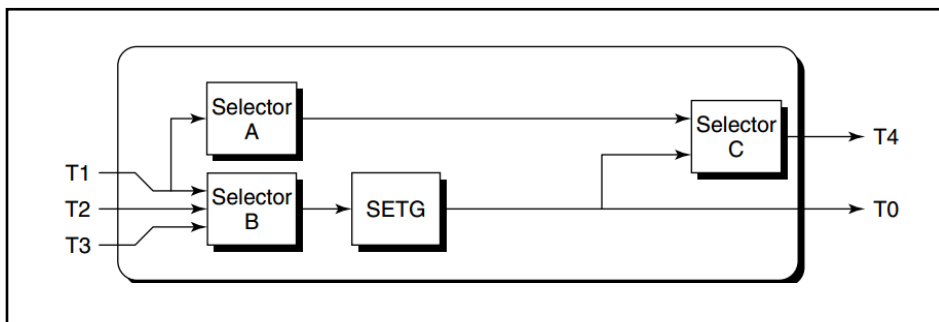 Selector
A
Selector
C
T4
T1
T2
T3
Selector
B
SETG
T0